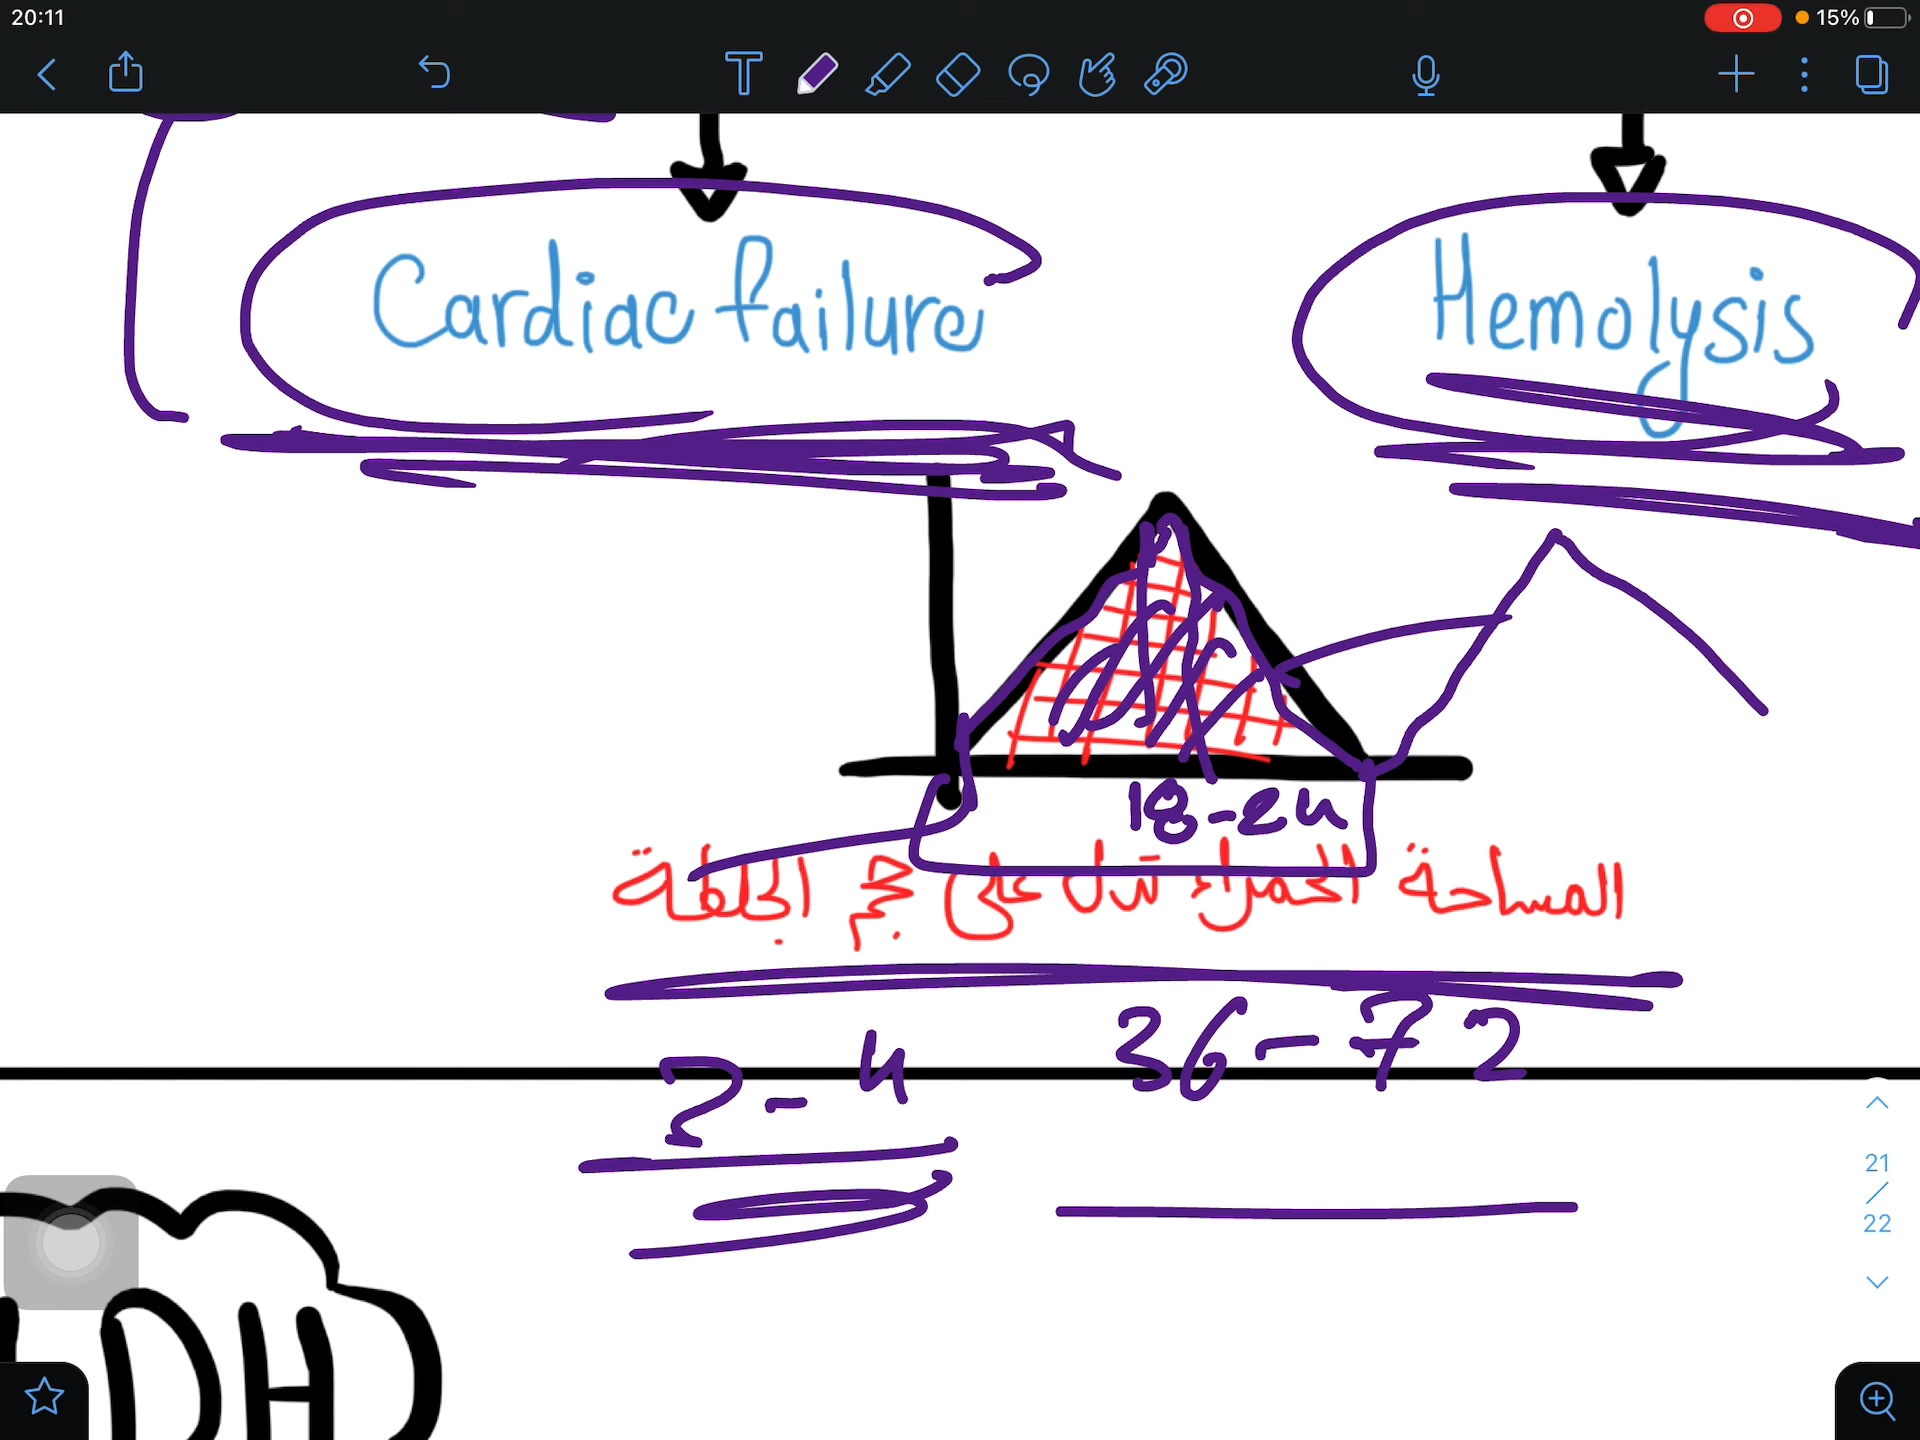 20:11
15%
T
Cardiac failure
Hemolysis
18-24
المساحة الحمراء تدل على حجم الجلطة
36-72
2-4
21
/
22
LDH